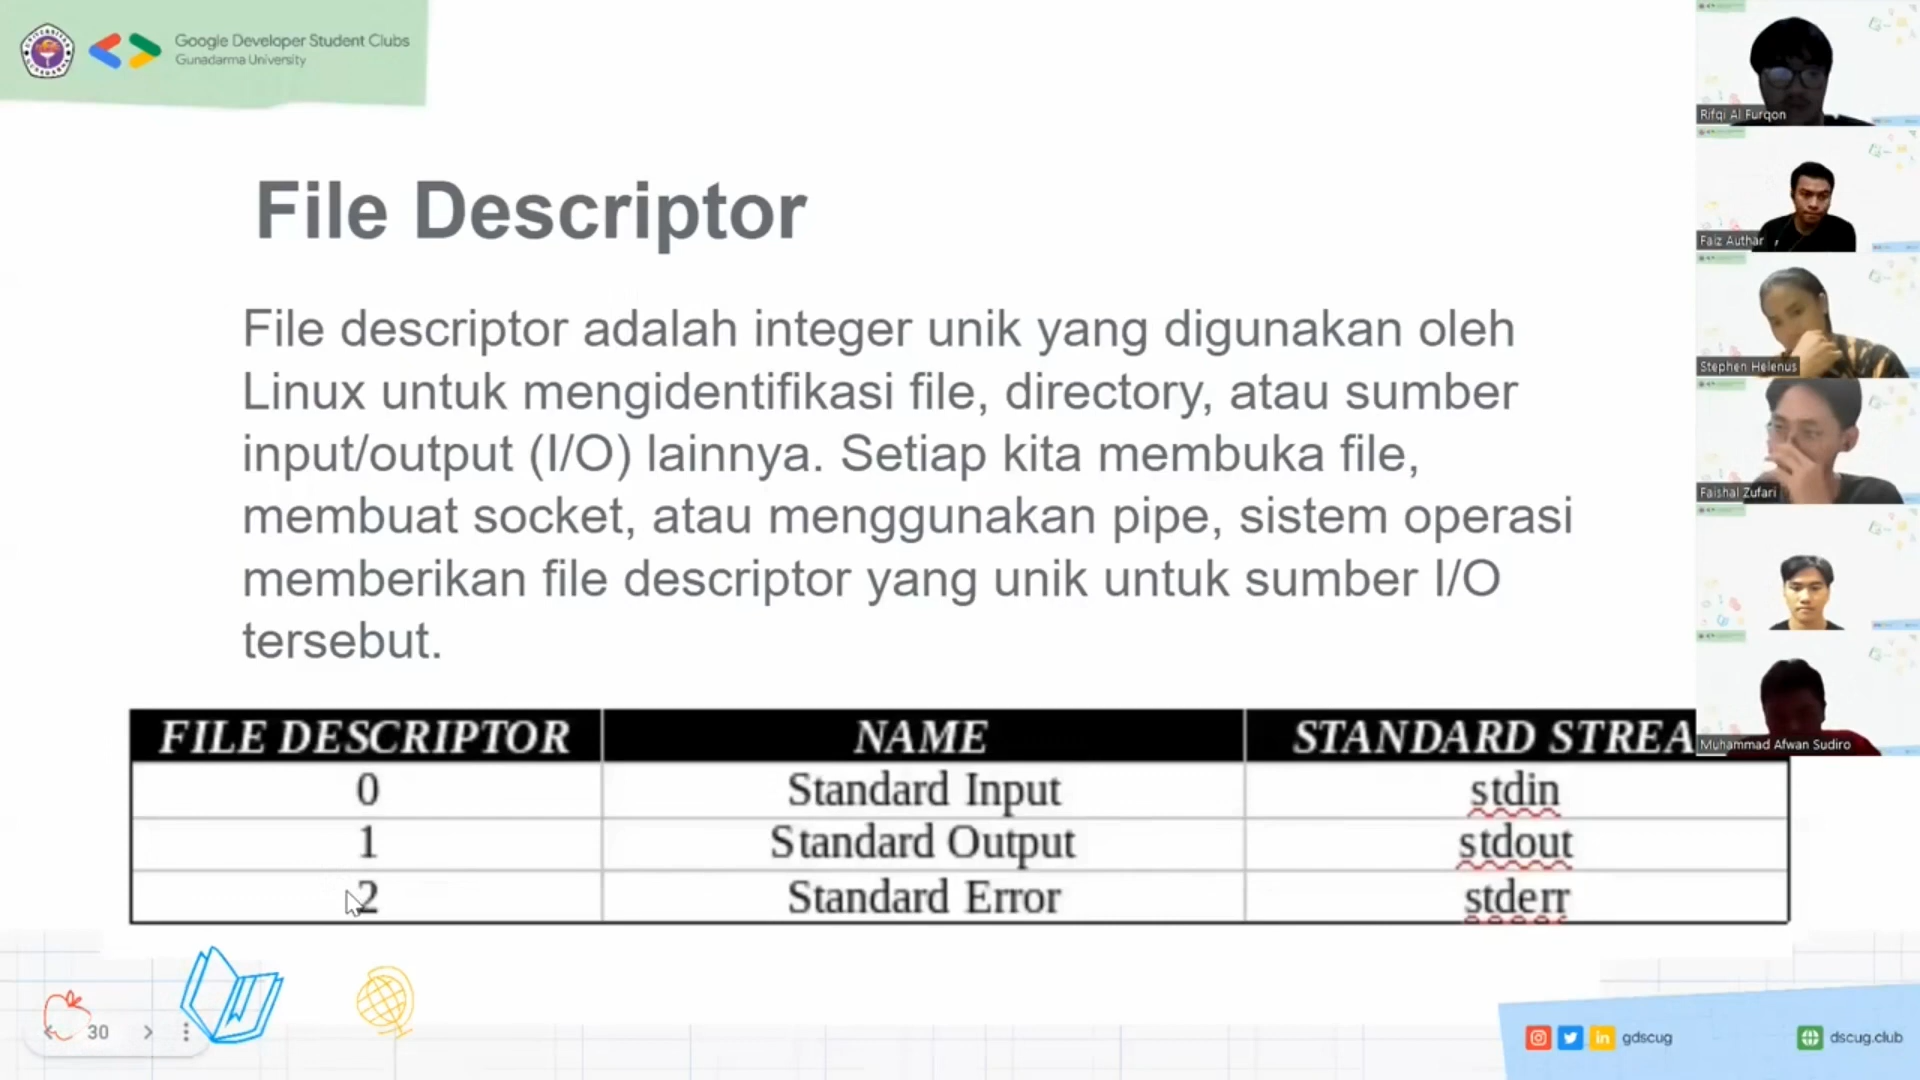 Google Developer Student Clubs
Gunadarma University
File Descriptor
File descriptor adalah integer unik yang digunakan oleh
Linux untuk mengidentifikasi file, directory, atau sumber
input/output (I/O) lainnya. Setiap kita membuka file,
membuat socket, atau menggunakan pipe, sistem operasi
memberikan file descriptor yang unik untuk sumber I/O
tersebut.
FILE DESCRIPTOR NAME STANDARD STREA
0 Standard Input stdin
1 Standard Output stdout
2 Standard Error stderr
Rifqi Al Furqon
Faiz Authar
Stephen Helenus
Faishal Zufari
Muhammad Afwan Sudiro
30
gdscug
dscug.club